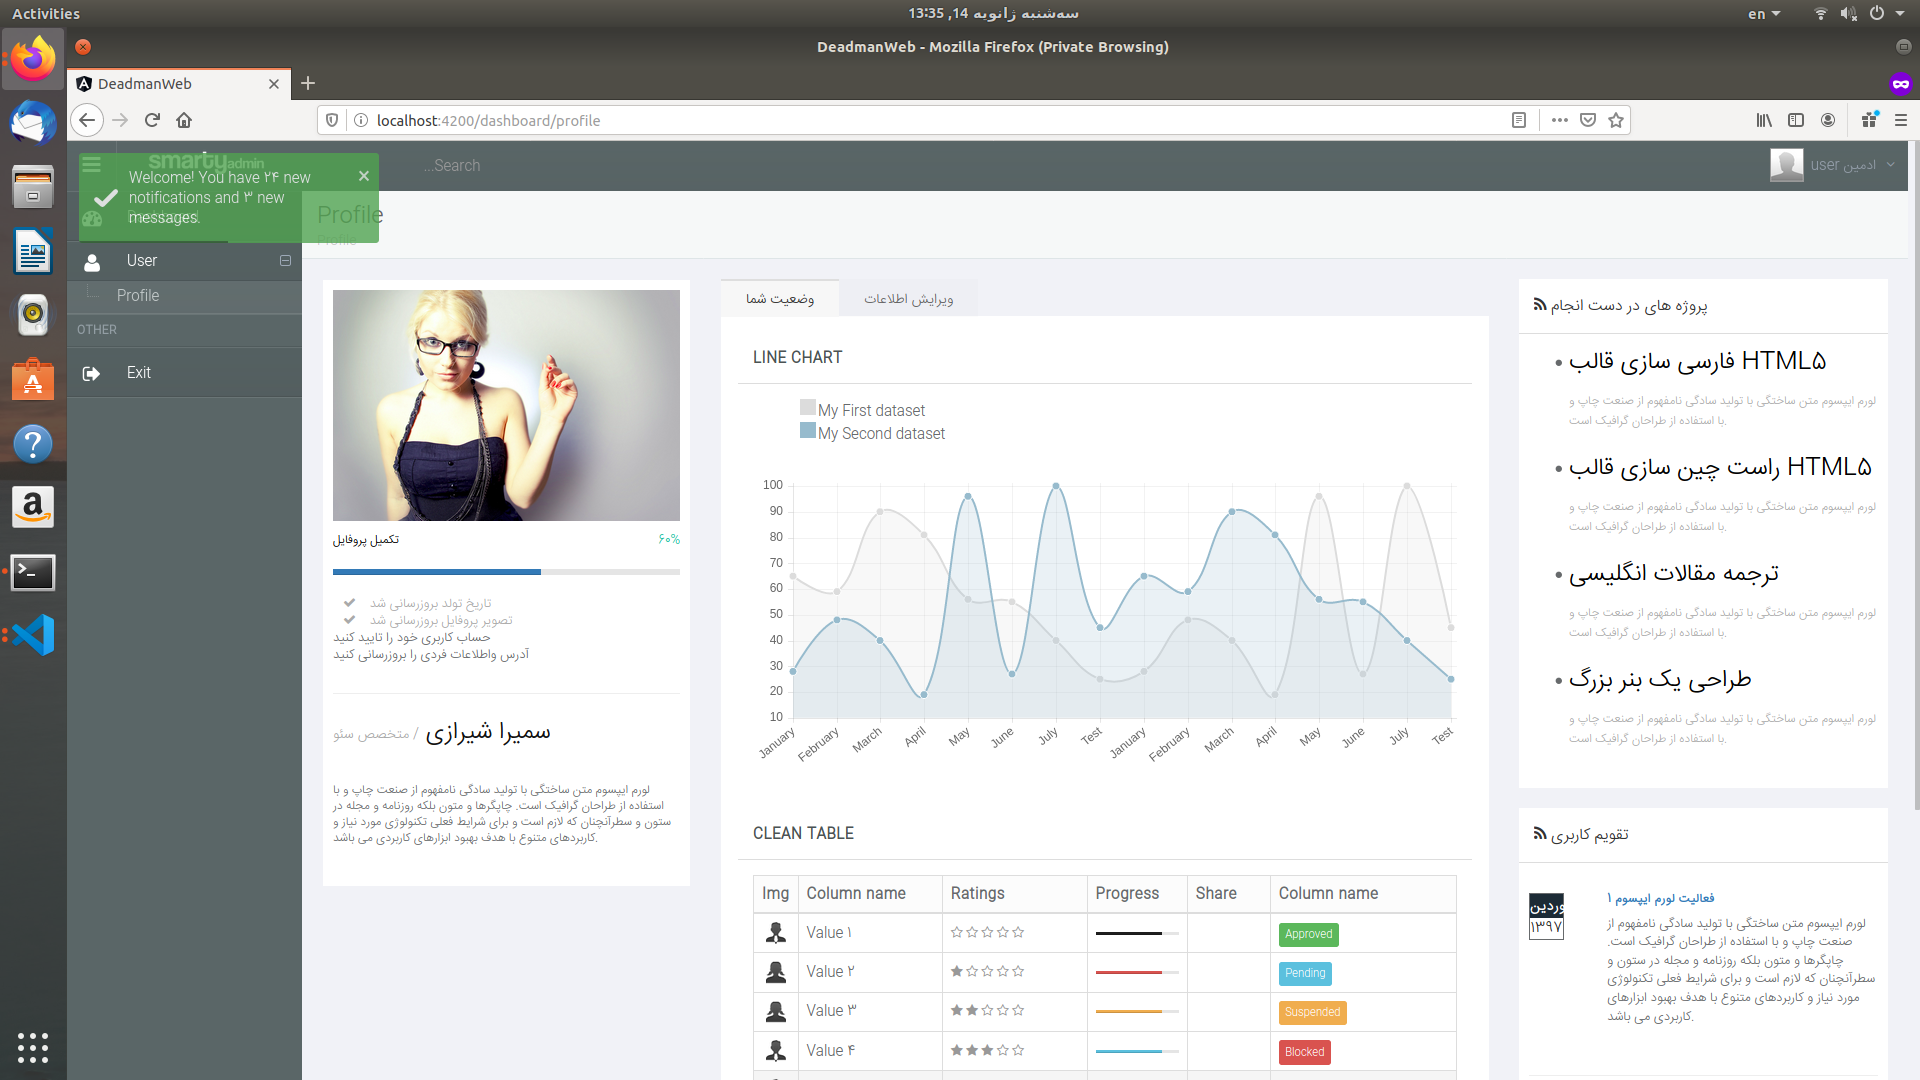 Activities
سه‌شنبه ژانویه 14, 13:35
en
DeadmanWeb - Mozilla Firefox (Private Browsing)
DeadmanWeb
localhost:4200/dashboard/profile
smartyadmin
Welcome! You have ۲۴ new
notifications and ۳ new
messages.
...Search
user ادمین
Profile
Profile
User
Profile
OTHER
Exit
تکمیل پروفایل
۶۰%
تاریخ تولد بروزرسانی شد
تصویر پروفایل بروزرسانی شد
حساب کاربری خود را تایید کنید
آدرس واطلاعات فردی را بروزرسانی کنید
سمیرا شیرازی / متخصص سئو
لورم ایپسوم متن ساختگی با تولید سادگی نامفهوم از صنعت چاپ و با
استفاده از طراحان گرافیک است. چاپگرها و متون بلکه روزنامه و مجله در
ستون و سطرآنچنان که لازم است و برای شرایط فعلی تکنولوژی مورد نیاز و
کاربردهای متنوع با هدف بهبود ابزارهای کاربردی می باشد.
وضعیت شما
ویرایش اطلاعات
LINE CHART
My First dataset
My Second dataset
100
90
80
70
60
50
40
30
20
10
January
February
March
April
May
June
July
Test
January
February
March
April
May
June
July
Test
CLEAN TABLE
Img Column name Ratings Progress Share Column name
Value ۱ Approved
Value ۲ Pending
Value ۳ Suspended
Value ۴ Blocked
پروژه های در دست انجام
فارسی سازی قالب HTML۵
لورم ایپسوم متن ساختگی با تولید سادگی نامفهوم از صنعت چاپ و
با استفاده از طراحان گرافیک است.
راست چین سازی قالب HTML۵
لورم ایپسوم متن ساختگی با تولید سادگی نامفهوم از صنعت چاپ و
با استفاده از طراحان گرافیک است.
ترجمه مقالات انگلیسی
لورم ایپسوم متن ساختگی با تولید سادگی نامفهوم از صنعت چاپ و
با استفاده از طراحان گرافیک است.
طراحی یک بنر بزرگ
لورم ایپسوم متن ساختگی با تولید سادگی نامفهوم از صنعت چاپ و
با استفاده از طراحان گرافیک است.
تقویم کاربری
وردین
۱۳۹۷
فعالیت لورم ایپسوم ۱
لورم ایپسوم متن ساختگی با تولید سادگی نامفهوم از
صنعت چاپ و با استفاده از طراحان گرافیک است.
چاپگرها و متون بلکه روزنامه و مجله در ستون و
سطرآنچنان که لازم است و برای شرایط فعلی تکنولوژی
مورد نیاز و کاربردهای متنوع با هدف بهبود ابزارهای
کاربردی می باشد.